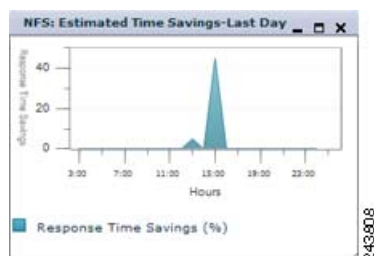 NFS: Estimated Time Savings-Last Day
Response Time Savings
40
20
0
3:00 7:00 11:00 15:00 19:00 23:00
Hours
Response Time Savings (%)
243808